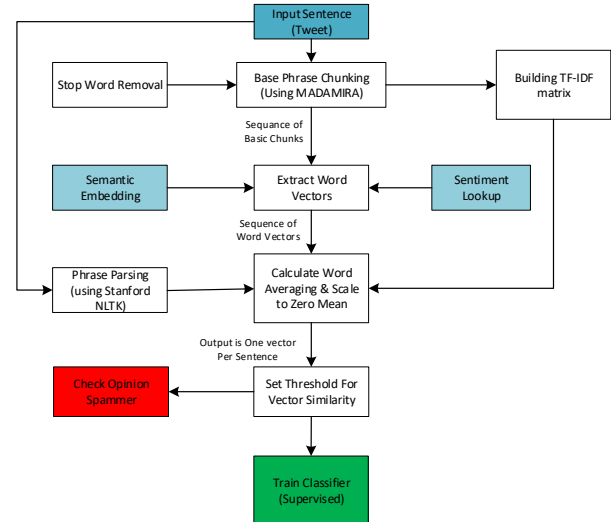 Input Sentence
(Tweet)
Stop Word Removal
Base Phrase Chunking
(Using MADAMIRA)
Building TF-IDF
matrix
Sequance of
Basic Chunks
Semantic
Embedding
Extract Word
Vectors
Sentiment
Lookup
Sequence of
Word Vectors
Phrase Parsing
(using Stanford
NLTK)
Calculate Word
Averaging & Scale
to Zero Mean
Output is One vector
Per Sentence
Check Opinion
Spammer
Set Threshold For
Vector Similarity
Train Classifier
(Supervised)